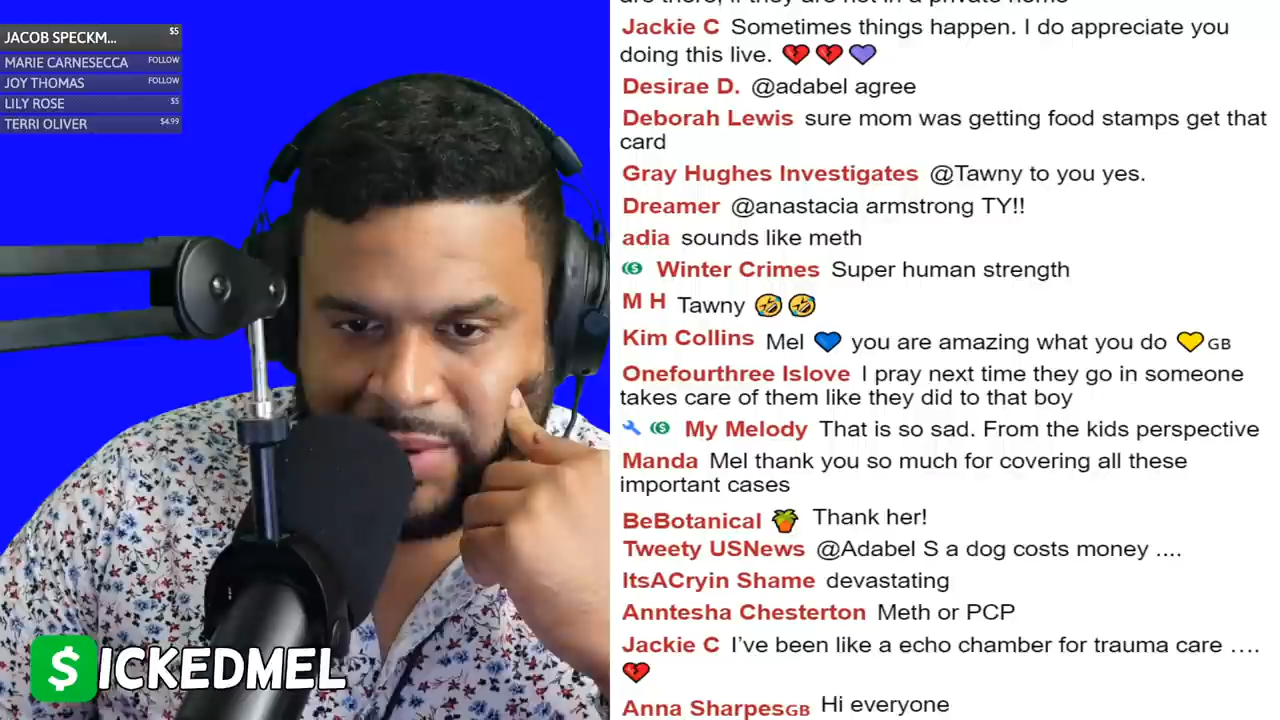 JACOB SPECKM... $5
MARIE CARNESECCA FOLLOW
JOY THOMAS FOLLOW
LILY ROSE $5
TERRI OLIVER $4.99
$ICKEDMEL
Jackie C Sometimes things happen. I do appreciate you
doing this live.
Desirae D. @adabel agree
Deborah Lewis sure mom was getting food stamps get that
card
Gray Hughes Investigates @Tawny to you yes.
Dreamer @anastacia armstrong TY!!
adia sounds like meth
Winter Crimes Super human strength
M H Tawny
Kim Collins Mel 💙 you are amazing what you do 💛 GB
Onefourthree Islove I pray next time they go in someone
takes care of them like they did to that boy
My Melody That is so sad. From the kids perspective
Manda Mel thank you so much for covering all these
important cases
BeBotanical Thank her!
Tweety USNews @Adabel S a dog costs money ....
ItsACryin Shame devastating
Anntesha Chesterton Meth or PCP
Jackie C I’ve been like a echo chamber for trauma care ….
Anna Sharpes GB Hi everyone